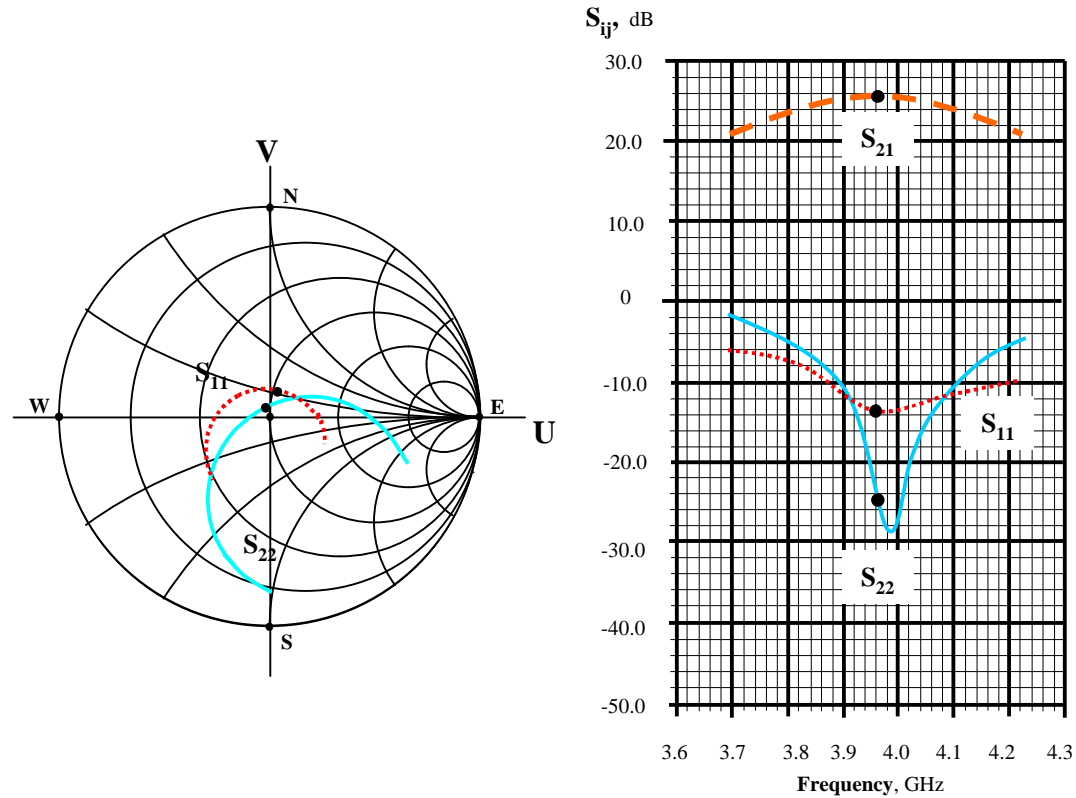 V
N
S11
W
E
U
S22
S
Sij, dB
30.0
20.0
10.0
0
-10.0
-20.0
-30.0
-40.0
-50.0
S21
S11
S22
3.6 3.7 3.8 3.9 4.0 4.1 4.2 4.3
Frequency, GHz